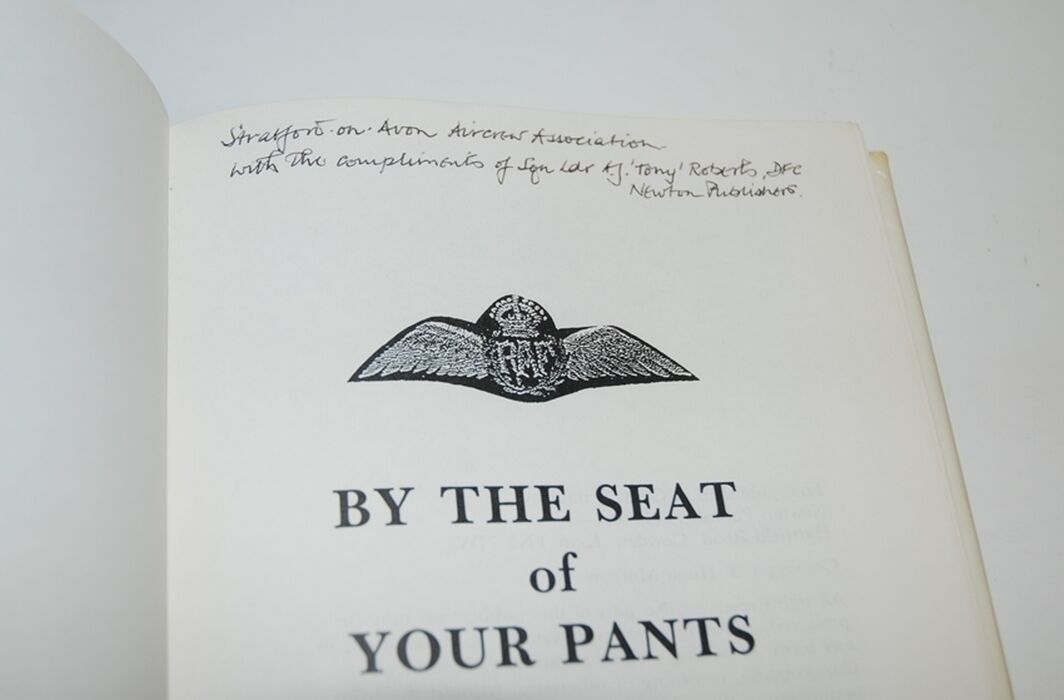 Stratford-on-Avon Aircrew Association
with the compliments of Sqn Ldr A.J. 'Tony' Roberts, DFC
Newton Publishers.
RAF
BY THE SEAT
of
YOUR PANTS